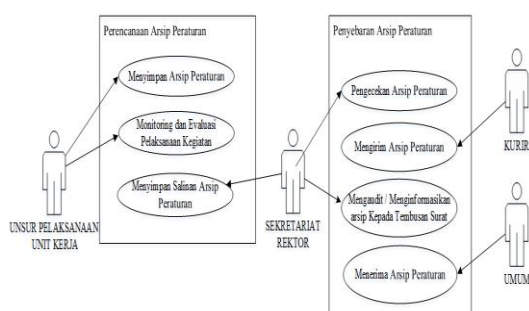 Perencanaan Arsip Peraturan
Menyimpan Arsip Peraturan
Monitoring dan Evaluasi
Pelaksanaan Kegiatan
Menyimpan Salinan Arsip
Peraturan
UNSUR PELAKSANAAN
UNIT KERJA
SEKRETARIAT
REKTOR
Penyebaran Arsip Peraturan
Pengecekan Arsip Peraturan
Mengirim Arsip Peraturan
Mengaudit / Menginformasikan
arsip Kepada Tembusan Surat
Menerima Arsip Peraturan
KURIR
UMUM